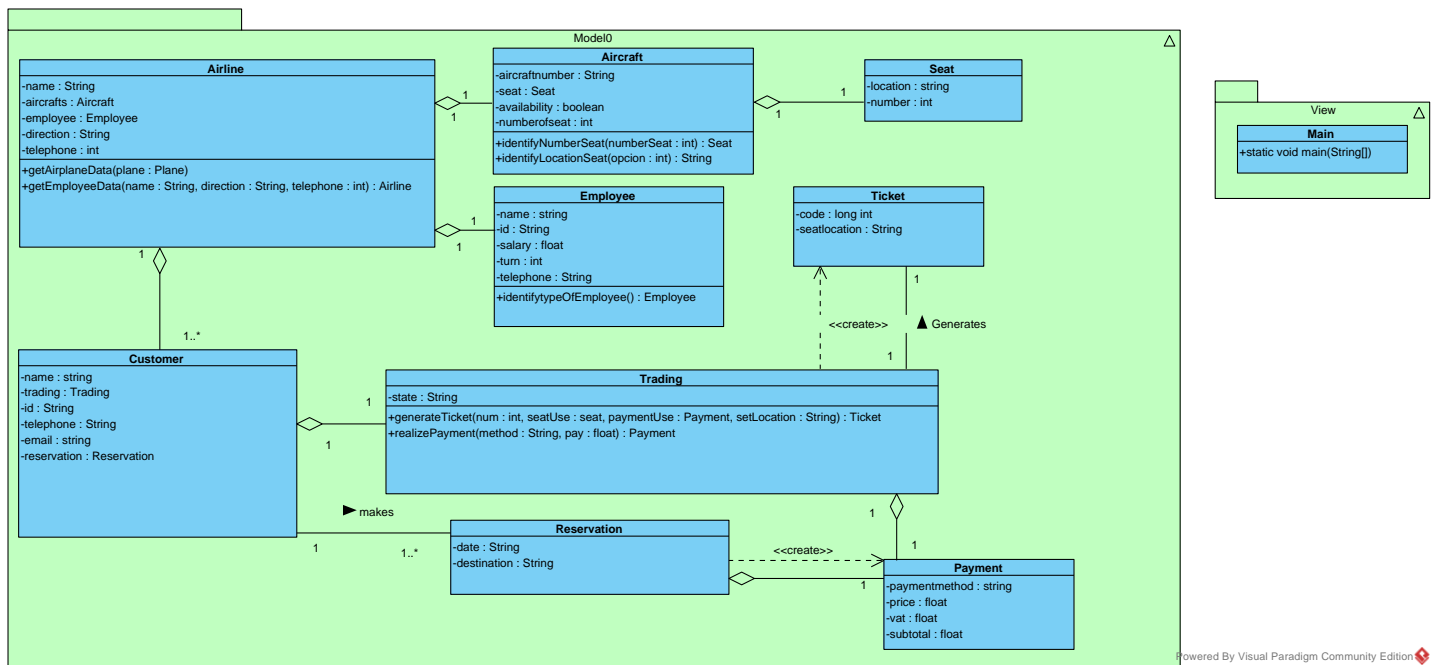 Model0
Airline
-name : String
-aircrafts : Aircraft
-employee : Employee
-direction : String
-telephone : int
+getAirplaneData(plane : Plane)
+getEmployeeData(name : String, direction : String, telephone : int) : Airline
1
1
Aircraft
-aircraftnumber : String
-seat : Seat
-availability : boolean
-numberofseat : int
+identifyNumberSeat(numberSeat : int) : Seat
+identifyLocationSeat(opcion : int) : String
1
1
Seat
-location : string
-number : int
View
Main
+static void main(String[])
1
1
Employee
-name : string
-id : String
-salary : float
-turn : int
-telephone : String
+identifytypeOfEmployee() : Employee
Ticket
-code : long int
-seatlocation : String
1
<<create>>
Generates
1
1
1..*
Customer
-name : string
-trading : Trading
-id : String
-telephone : String
-email : string
-reservation : Reservation
1
1
Trading
-state : String
+generateTicket(num : int, seatUse : seat, paymentUse : Payment, setLocation : String) : Ticket
+realizePayment(method : String, pay : float) : Payment
makes
1
1..*
Reservation
-date : String
-destination : String
<<create>>
1
1
1
Payment
-paymentmethod : string
-price : float
-vat : float
-subtotal : float
Powered By Visual Paradigm Community Edition